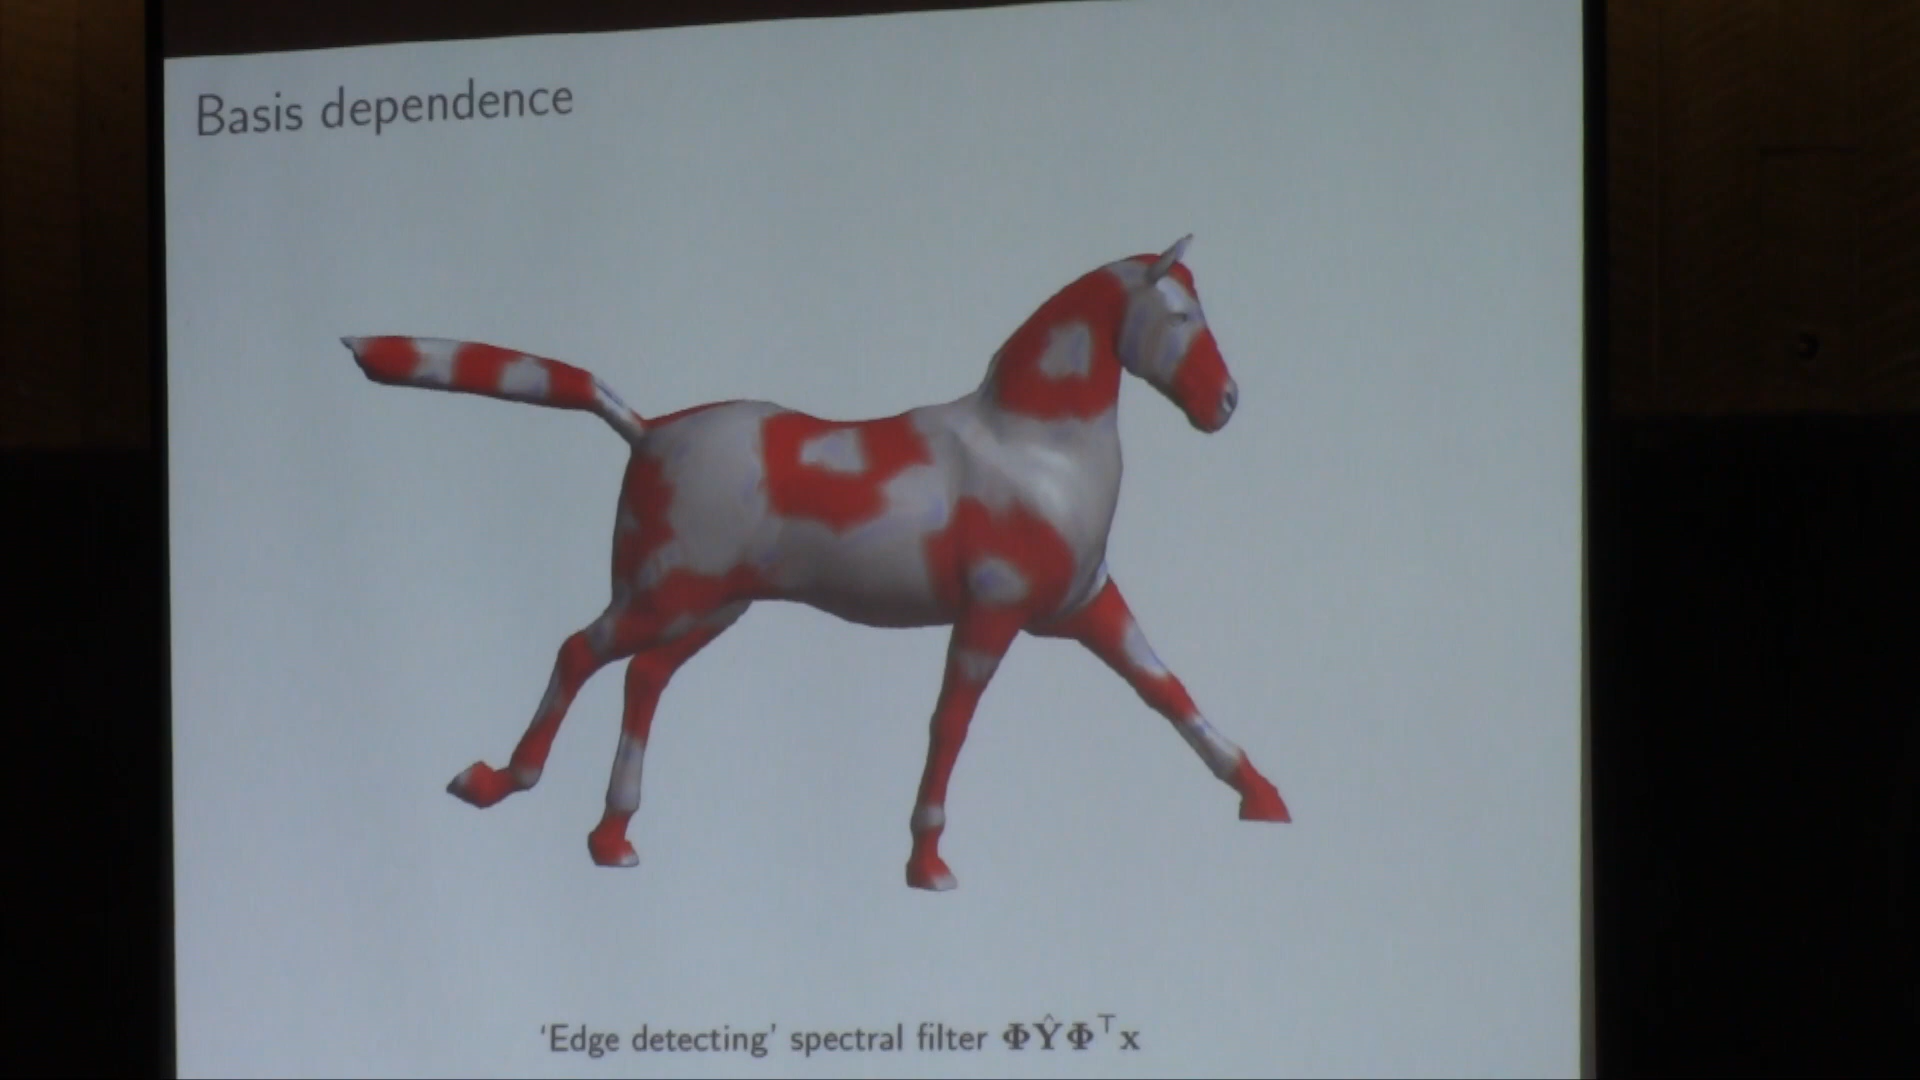 Basis dependence
‘Edge detecting’ spectral filter ΦŶΦ⊤x